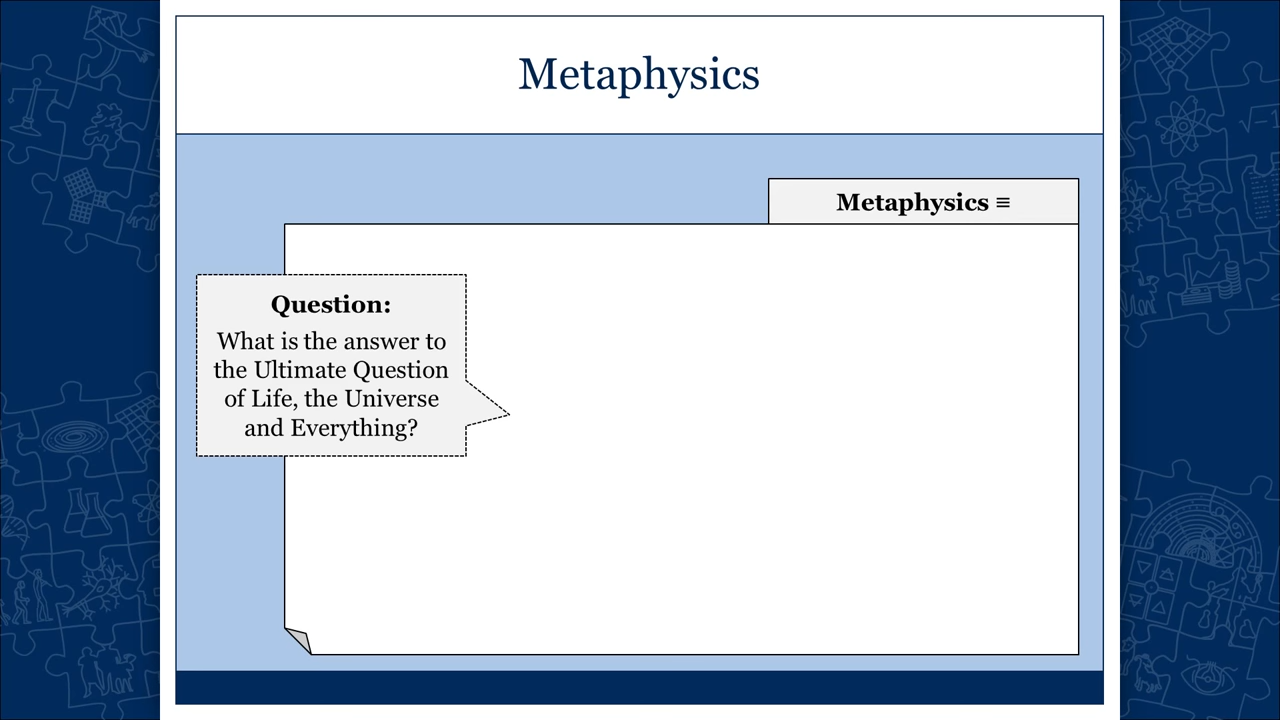 Metaphysics
Metaphysics ≡
Question:
What is the answer to
the Ultimate Question
of Life, the Universe
and Everything?